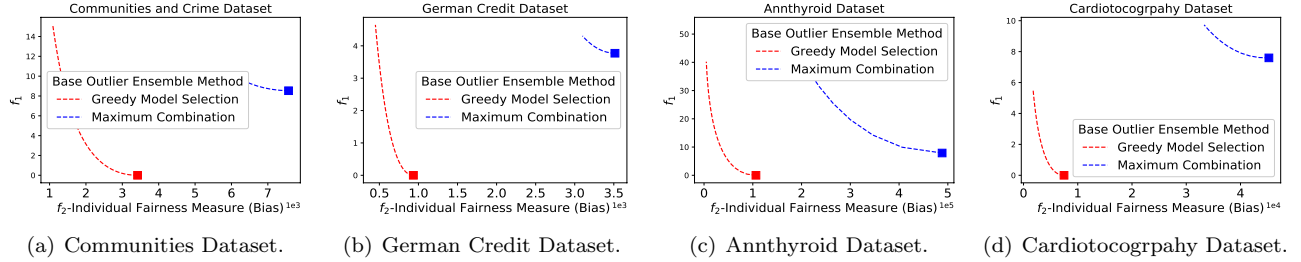 Communities and Crime Dataset
14
12
10
8
6
4
2
0
f₁
Base Outlier Ensemble Method
Greedy Model Selection
Maximum Combination
1 2 3 4 5 6 7
1e3
f₂-Individual Fairness Measure (Bias)
(a) Communities Dataset.
German Credit Dataset
4
3
2
1
0
f₁
Base Outlier Ensemble Method
Greedy Model Selection
Maximum Combination
0.5 1.0 1.5 2.0 2.5 3.0 3.5
1e3
f₂-Individual Fairness Measure (Bias)
(b) German Credit Dataset.
Annthyroid Dataset
50
40
30
20
10
0
f₁
Base Outlier Ensemble Method
Greedy Model Selection
Maximum Combination
0 1 2 3 4 5
1e5
f₂-Individual Fairness Measure (Bias)
(c) Annthyroid Dataset.
Cardiotocogrpahy Dataset
10
8
6
4
2
0
f₁
Base Outlier Ensemble Method
Greedy Model Selection
Maximum Combination
1 2 3 4
1e4
f₂-Individual Fairness Measure (Bias)
(d) Cardiotocogrpahy Dataset.